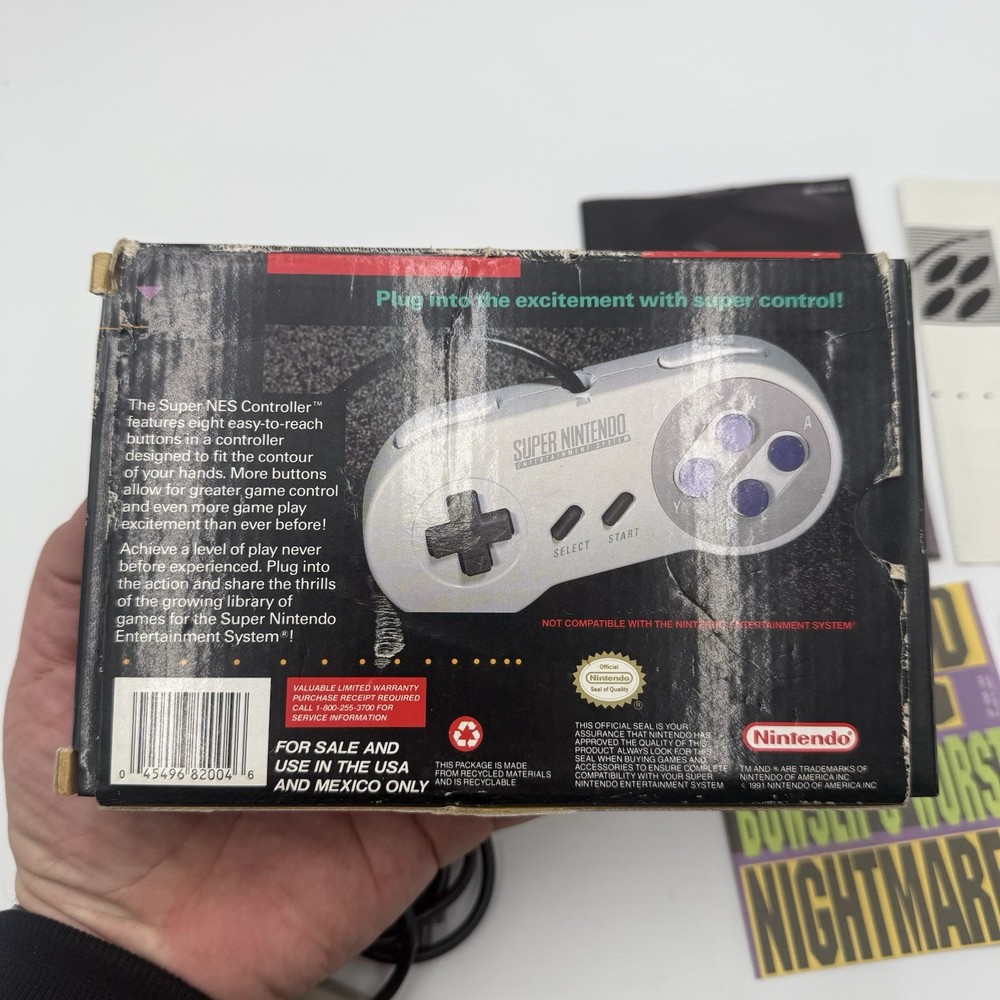 Plug into the excitement with super control!
The Super NES Controller™
features eight easy-to-reach
buttons in a controller
designed to fit the contour
of your hands. More buttons
allow for greater game control
and even more game play
excitement than ever before!
Achieve a level of play never
before experienced. Plug into
the action and share the thrills
of the growing library of
games for the Super Nintendo
Entertainment System®!
SUPER NINTENDO
ENTERTAINMENT SYSTEM
X
A
Y
B
SELECT
START
NOT COMPATIBLE WITH THE NINTENDO ENTERTAINMENT SYSTEM®
VALUABLE LIMITED WARRANTY
PURCHASE RECEIPT REQUIRED
CALL 1-800-255-3700 FOR
SERVICE INFORMATION
0 45496 82004 6
FOR SALE AND
USE IN THE USA
AND MEXICO ONLY
THIS PACKAGE IS MADE
FROM RECYCLED MATERIALS
AND IS RECYCLABLE
Official
Nintendo
Seal of Quality
®
THIS OFFICIAL SEAL IS YOUR
ASSURANCE THAT NINTENDO HAS
APPROVED THE QUALITY OF THIS
PRODUCT. ALWAYS LOOK FOR THIS
SEAL WHEN BUYING GAMES AND
ACCESSORIES TO ENSURE COMPLETE
COMPATIBILITY WITH YOUR SUPER
NINTENDO ENTERTAINMENT SYSTEM
Nintendo®
TM AND ® ARE TRADEMARKS OF
NINTENDO OF AMERICA INC
© 1991 NINTENDO OF AMERICA INC
BOWSER'S WORST
NIGHTMARE